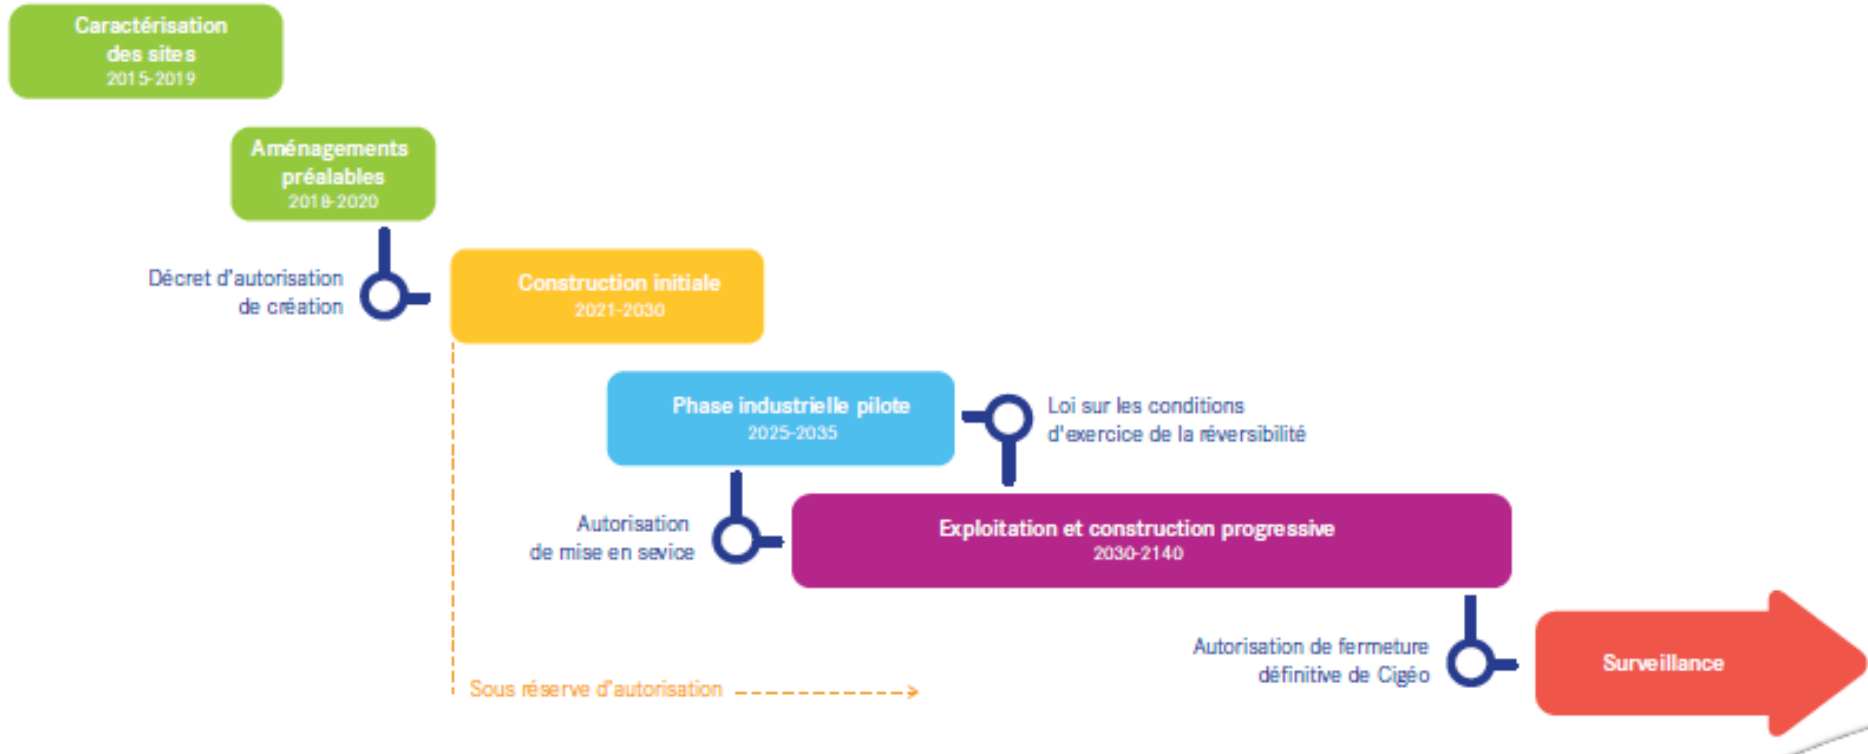 Caractérisation
des sites
2015-2019
Aménagements
préalables
2018-2020
Décret d'autorisation
de création
Construction initiale
2021-2030
Phase industrielle pilote
2025-2035
Loi sur les conditions
d'exercice de la réversibilité
Autorisation
de mise en sevice
Exploitation et construction progressive
2030-2140
Autorisation de fermeture
définitive de Cigéo
Surveillance
Sous réserve d'autorisation